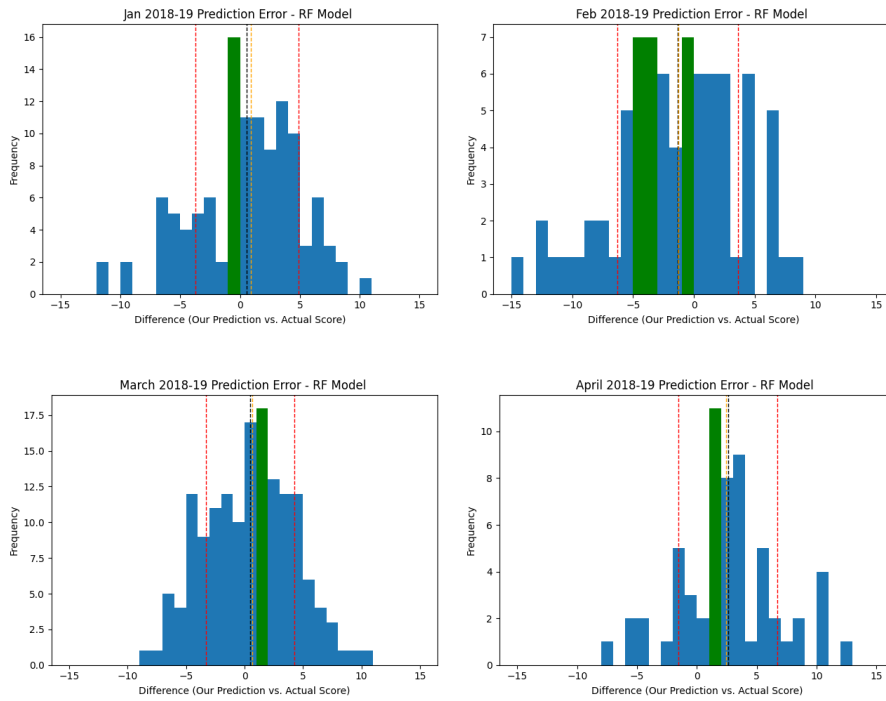 Jan 2018-19 Prediction Error - RF Model
16
14
12
10
8
6
4
2
0
Frequency
−15 −10 −5 0 5 10 15
Difference (Our Prediction vs. Actual Score)
Feb 2018-19 Prediction Error - RF Model
7
6
5
4
3
2
1
0
Frequency
−15 −10 −5 0 5 10 15
Difference (Our Prediction vs. Actual Score)
March 2018-19 Prediction Error - RF Model
17.5
15.0
12.5
10.0
7.5
5.0
2.5
0.0
Frequency
−15 −10 −5 0 5 10 15
Difference (Our Prediction vs. Actual Score)
April 2018-19 Prediction Error - RF Model
10
8
6
4
2
0
Frequency
−15 −10 −5 0 5 10 15
Difference (Our Prediction vs. Actual Score)